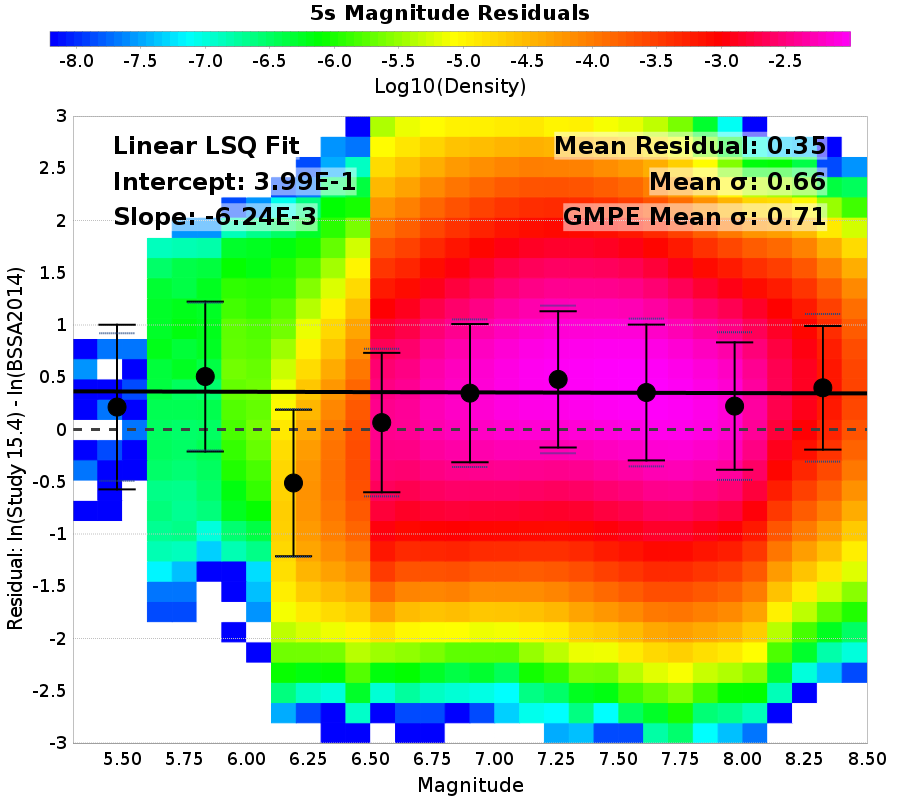 5s Magnitude Residuals
-8.0 -7.5 -7.0 -6.5 -6.0 -5.5 -5.0 -4.5 -4.0 -3.5 -3.0 -2.5
Log10(Density)
Linear LSQ Fit
Intercept: 3.99E-1
Slope: -6.24E-3
Mean Residual: 0.35
Mean σ: 0.66
GMPE Mean σ: 0.71
Residual: ln(Study 15.4) - ln(BSSA2014)
3
2.5
2
1.5
1
0.5
0
-0.5
-1
-1.5
-2
-2.5
-3
5.50 5.75 6.00 6.25 6.50 6.75 7.00 7.25 7.50 7.75 8.00 8.25 8.50
Magnitude